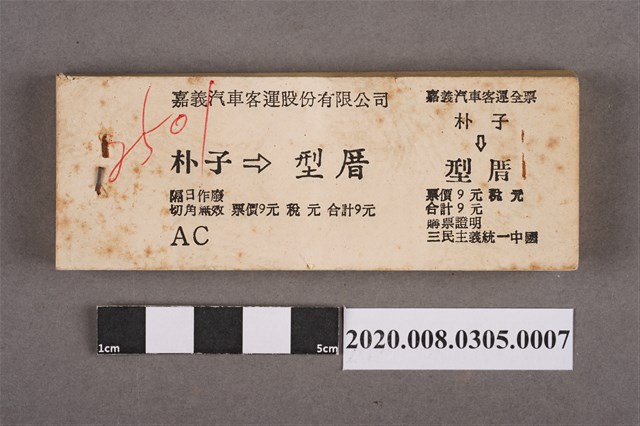 嘉義汽車客運股份有限公司
2501
朴子⇨型厝
隔日作廢
切角無效 票價9元 稅 元 合計9元
AC
嘉義汽車客運全票
朴子
⇩
型厝
票價9元 稅 元
合計9元
購票證明
三民主義統一中國
1cm
5cm
2020.008.0305.0007